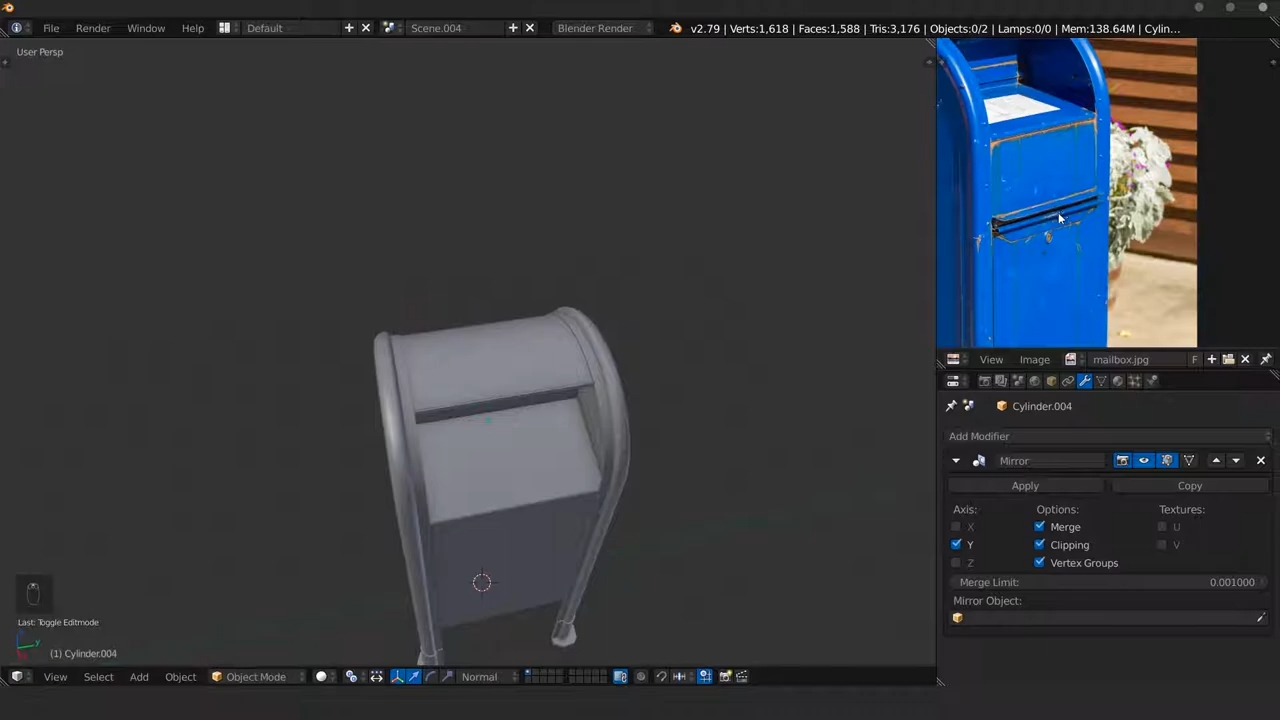 File Render Window Help Default Scene.004 Blender Render v2.79 | Verts:1,618 | Faces:1,588 | Tris:3,176 | Objects:0/2 | Lamps:0/0 | Mem:138.64M | Cylin...
User Persp
View Image mailbox.jpg F
Cylinder.004
Add Modifier
Mirror
Apply Copy
Axis: Options: Textures:
X Merge U
Y Clipping V
Z Vertex Groups
Merge Limit: 0.001000
Mirror Object:
Last: Toggle Editmode
(1) Cylinder.004
View Select Add Object Object Mode Normal